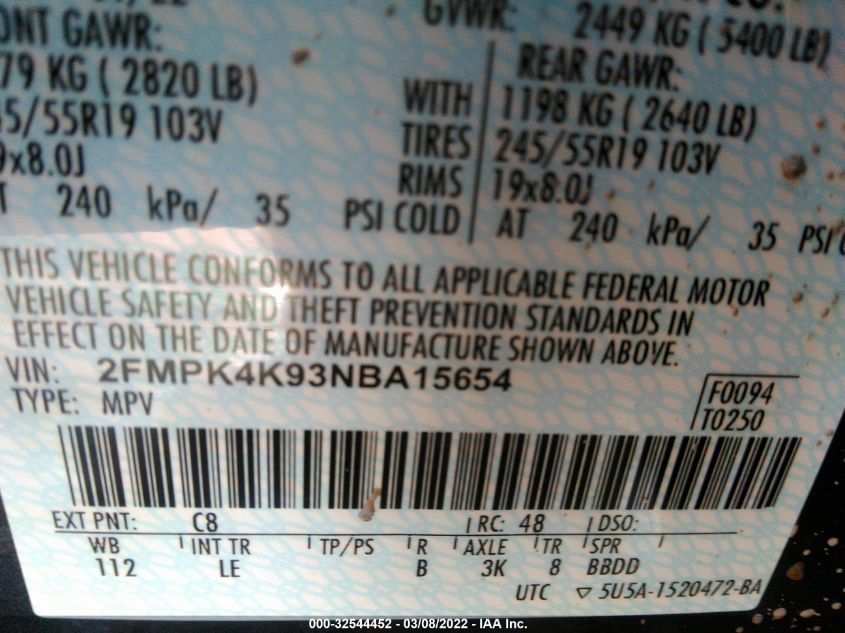 CO.
GVWR: 2449 KG ( 5400 LB)
ONT GAWR:
REAR GAWR:
79 KG ( 2820 LB)
WITH 1198 KG ( 2640 LB)
5/55R19 103V
TIRES 245/55R19 103V
9x8.0J
RIMS 19x8.0J
T 240 kPa/ 35 PSI COLD AT 240 kPa/ 35 PSI
THIS VEHICLE CONFORMS TO ALL APPLICABLE FEDERAL MOTOR
VEHICLE SAFETY AND THEFT PREVENTION STANDARDS IN
EFFECT ON THE DATE OF MANUFACTURE SHOWN ABOVE.
VIN: 2FMPK4K93NBA15654
TYPE: MPV
F0094
T0250
EXT PNT: C8 RC: 48 DSO:
WB INT TR TP/PS R AXLE TR SPR
112 LE B 3K 8 BBDD
UTC ▽ 5U5A-1520472-BA
000-32544452 - 03/08/2022 - IAA Inc.